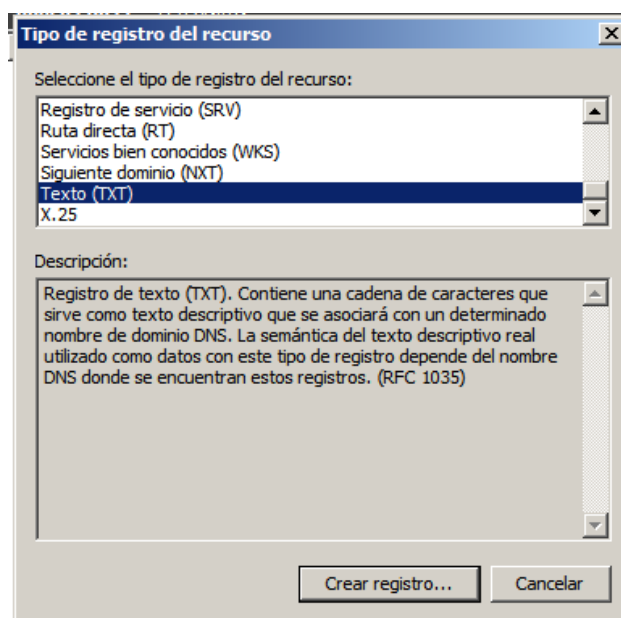 Tipo de registro del recurso
Seleccione el tipo de registro del recurso:
Registro de servicio (SRV)
Ruta directa (RT)
Servicios bien conocidos (WKS)
Siguiente dominio (NXT)
Texto (TXT)
X.25
Descripción:
Registro de texto (TXT). Contiene una cadena de caracteres que
sirve como texto descriptivo que se asociará con un determinado
nombre de dominio DNS. La semántica del texto descriptivo real
utilizado como datos con este tipo de registro depende del nombre
DNS donde se encuentran estos registros. (RFC 1035)
Crear registro... Cancelar